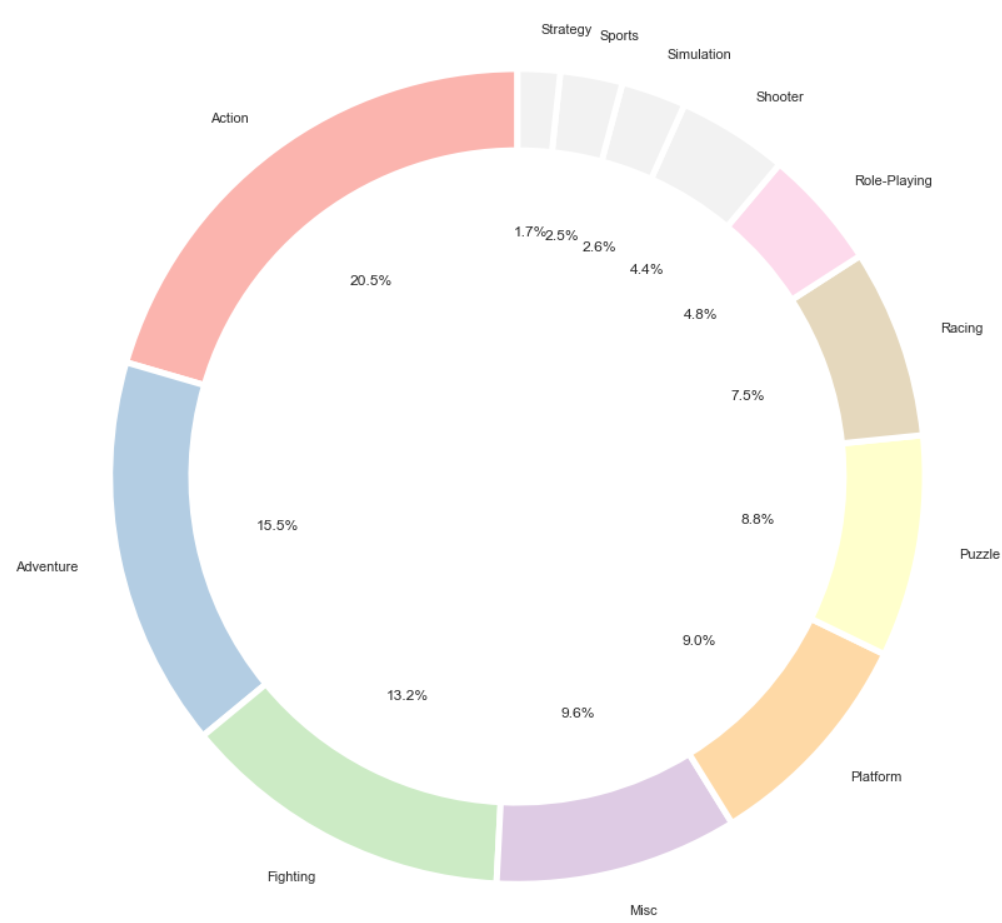 Strategy
Sports
Simulation
Action
Shooter
Role-Playing
1.7%
2.5%
2.6%
4.4%
20.5%
4.8%
Racing
7.5%
8.8%
15.5%
Puzzle
Adventure
9.0%
13.2%
9.6%
Platform
Fighting
Misc